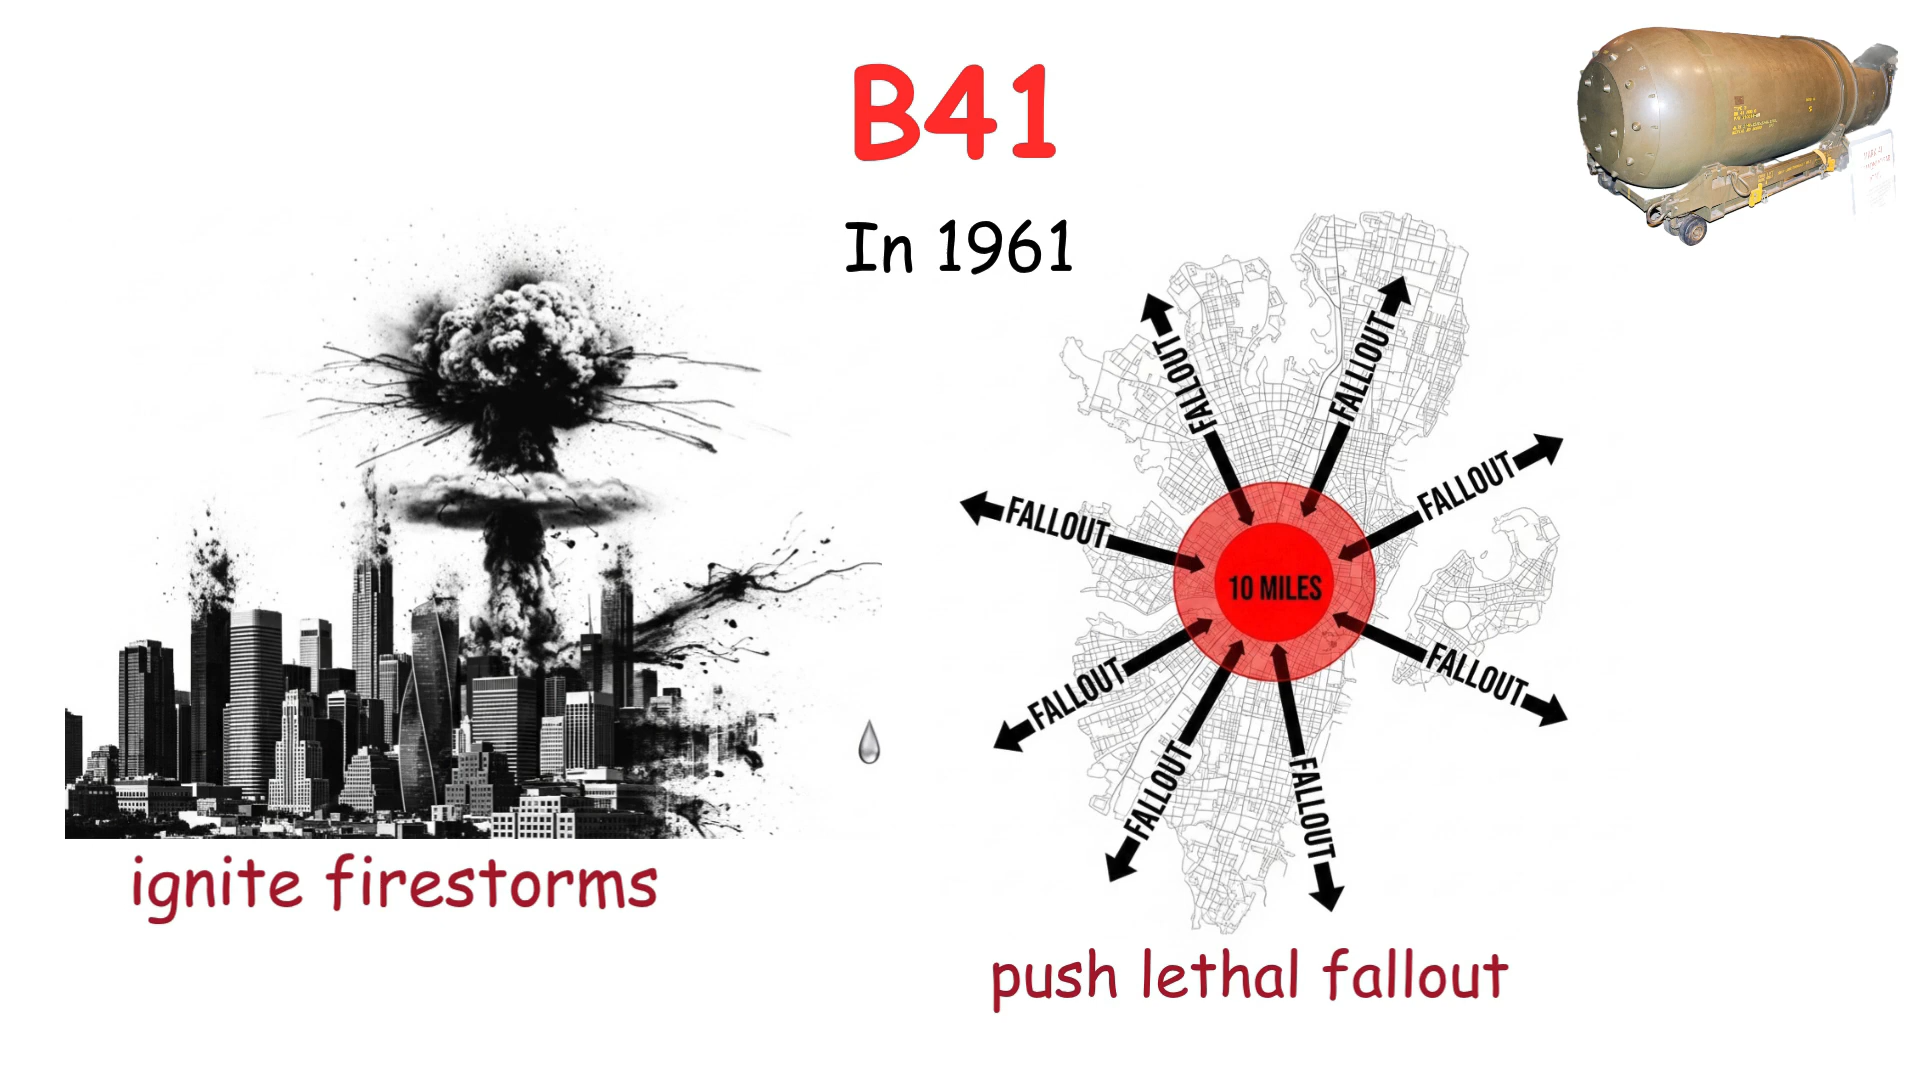 B41
In 1961
FALLOUT
FALLOUT
FALLOUT
FALLOUT
10 MILES
FALLOUT
FALLOUT
FALLOUT
FALLOUT
ignite firestorms
push lethal fallout